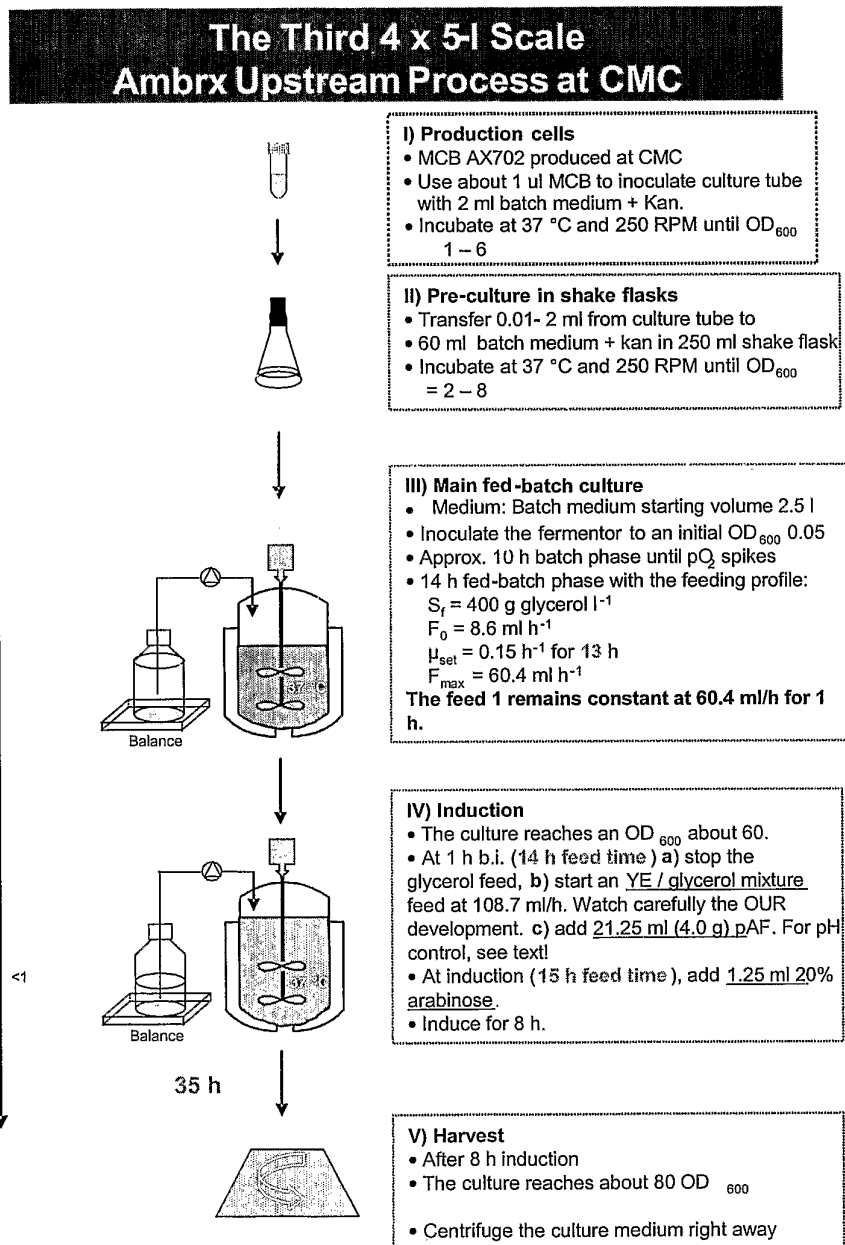 The Third 4 x 5-l Scale
Ambrx Upstream Process at CMC
I) Production cells
• MCB AX702 produced at CMC
• Use about 1 ul MCB to inoculate culture tube
with 2 ml batch medium + Kan.
• Incubate at 37 °C and 250 RPM until OD600
1 – 6
II) Pre-culture in shake flasks
• Transfer 0.01- 2 ml from culture tube to
• 60 ml batch medium + kan in 250 ml shake flask
• Incubate at 37 °C and 250 RPM until OD600
= 2 – 8
III) Main fed-batch culture
• Medium: Batch medium starting volume 2.5 l
• Inoculate the fermentor to an initial OD600 0.05
• Approx. 10 h batch phase until pO2 spikes
• 14 h fed-batch phase with the feeding profile:
Sf = 400 g glycerol l-1
F0 = 8.6 ml h-1
μset = 0.15 h-1 for 13 h
Fmax = 60.4 ml h-1
The feed 1 remains constant at 60.4 ml/h for 1
h.
37 °C
Balance
IV) Induction
• The culture reaches an OD 600 about 60.
• At 1 h b.i. (14 h feed time) a) stop the
glycerol feed, b) start an YE / glycerol mixture
feed at 108.7 ml/h. Watch carefully the OUR
development. c) add 21.25 ml (4.0 g) pAF. For pH
control, see text!
• At induction (15 h feed time), add 1.25 ml 20%
arabinose.
• Induce for 8 h.
<1
37 °C
Balance
35 h
V) Harvest
• After 8 h induction
• The culture reaches about 80 OD 600
• Centrifuge the culture medium right away